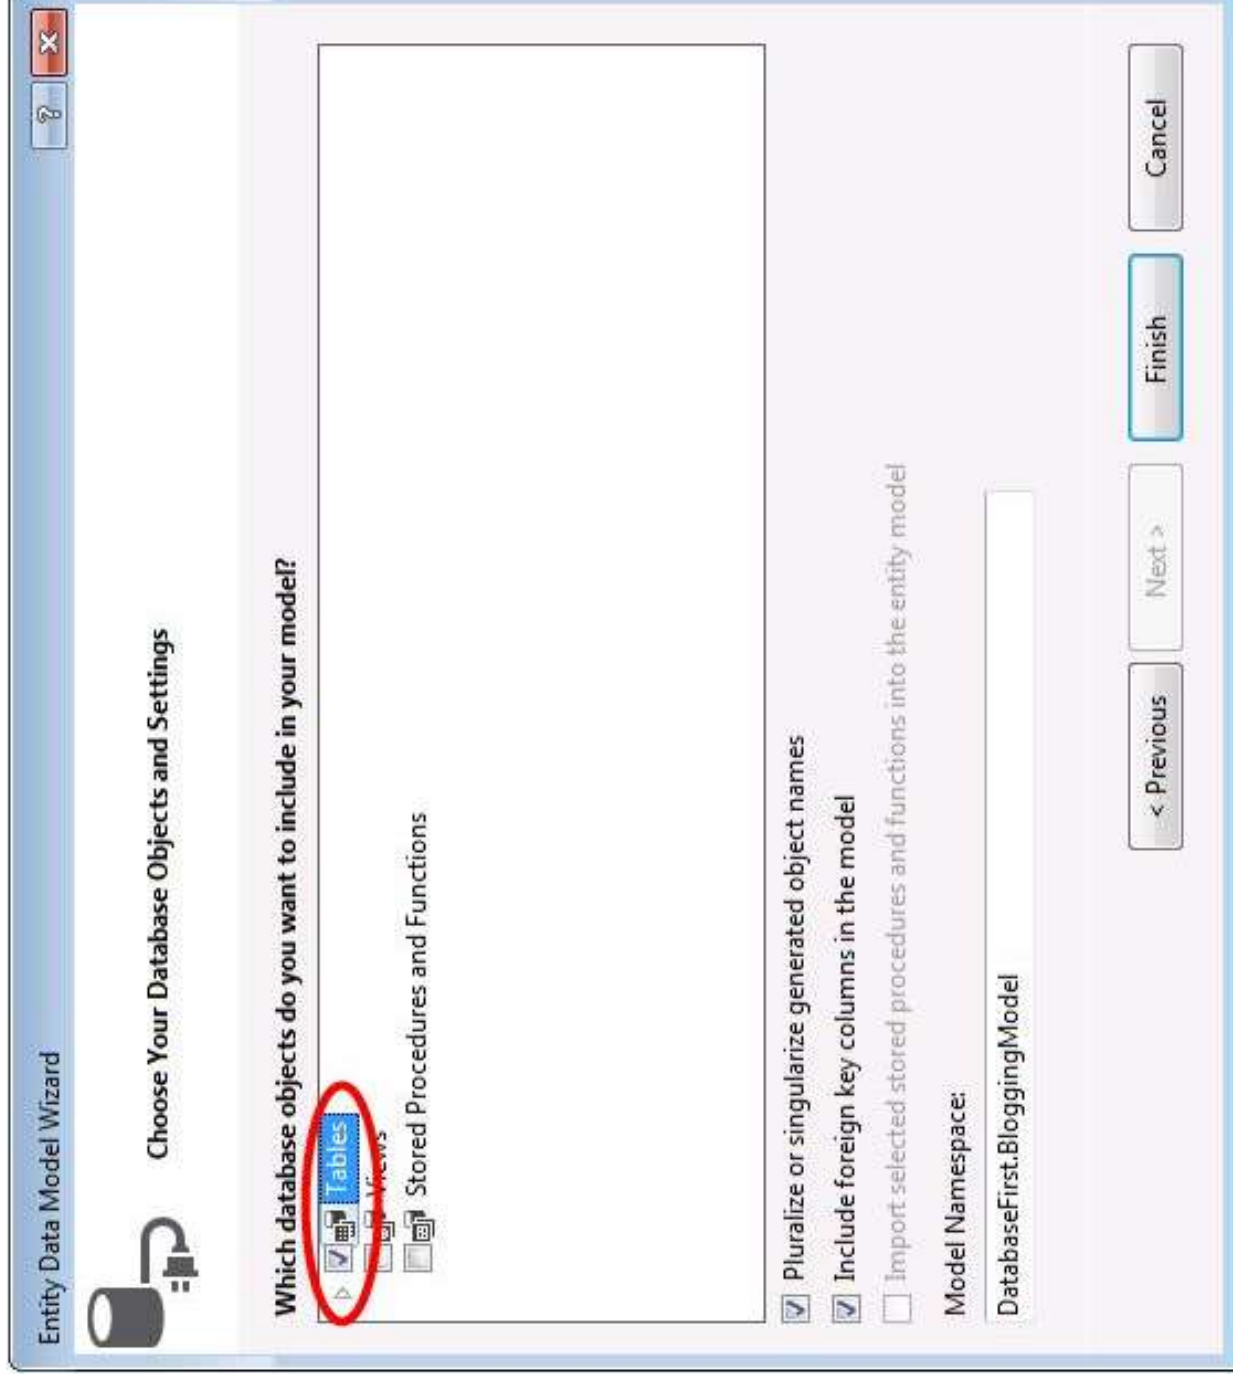 Entity Data Model Wizard
Choose Your Database Objects and Settings
Which database objects do you want to include in your model?
Tables
Views
Stored Procedures and Functions
Pluralize or singularize generated object names
Include foreign key columns in the model
Import selected stored procedures and functions into the entity model
Model Namespace:
DatabaseFirst.BloggingModel
< Previous Next > Finish Cancel